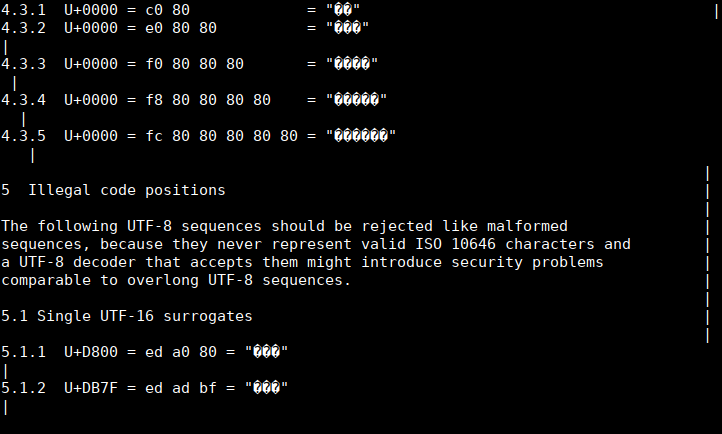 4.3.1  U+0000 = c0 80             = "��"                                       |
4.3.2  U+0000 = e0 80 80          = "���"
|
4.3.3  U+0000 = f0 80 80 80       = "����"
 |
4.3.4  U+0000 = f8 80 80 80 80    = "�����"
  |
4.3.5  U+0000 = fc 80 80 80 80 80 = "������"
   |
                                                                              |
5  Illegal code positions                                                     |
                                                                              |
The following UTF-8 sequences should be rejected like malformed               |
sequences, because they never represent valid ISO 10646 characters and        |
a UTF-8 decoder that accepts them might introduce security problems           |
comparable to overlong UTF-8 sequences.                                       |
                                                                              |
5.1 Single UTF-16 surrogates                                                  |
                                                                              |
5.1.1  U+D800 = ed a0 80 = "���"
|
5.1.2  U+DB7F = ed ad bf = "���"
|